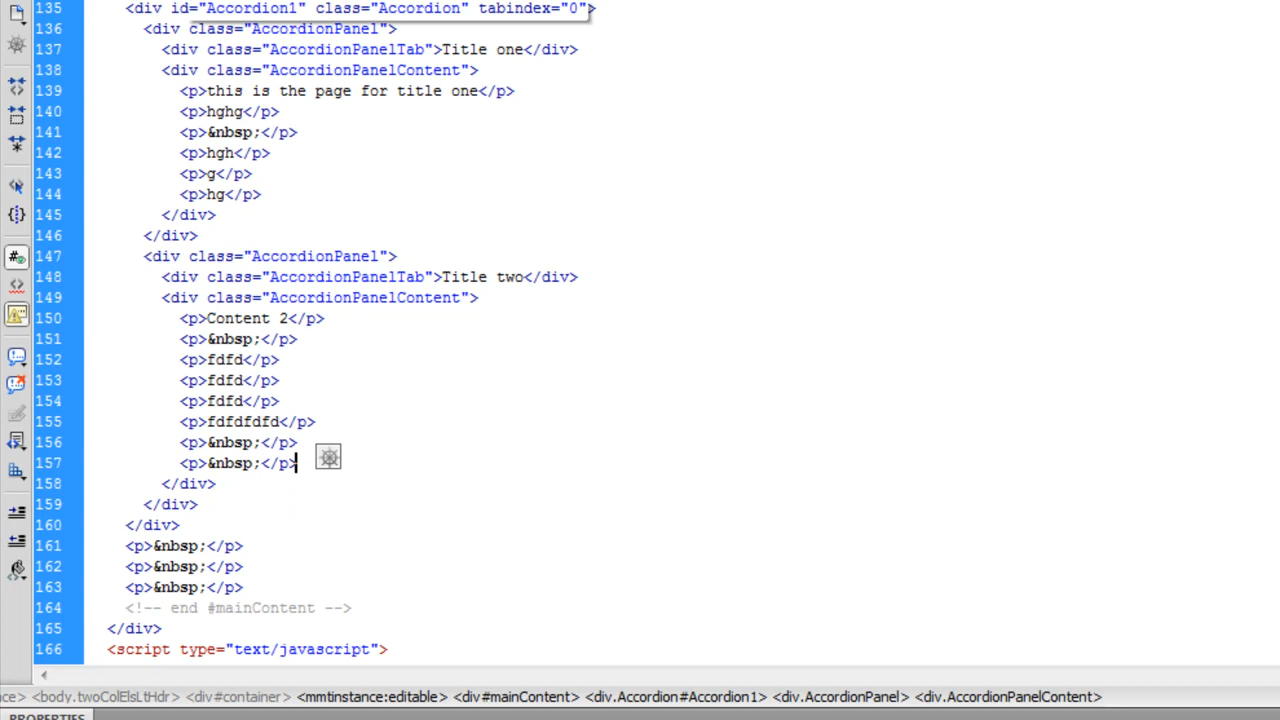 135 <div id="Accordion1" class="Accordion" tabindex="0">
136 <div class="AccordionPanel">
137 <div class="AccordionPanelTab">Title one</div>
138 <div class="AccordionPanelContent">
139 <p>this is the page for title one</p>
140 <p>hghg</p>
141 <p>&nbsp;</p>
142 <p>hgh</p>
143 <p>g</p>
144 <p>hg</p>
145 </div>
146 </div>
147 <div class="AccordionPanel">
148 <div class="AccordionPanelTab">Title two</div>
149 <div class="AccordionPanelContent">
150 <p>Content 2</p>
151 <p>&nbsp;</p>
152 <p>fdfd</p>
153 <p>fdfd</p>
154 <p>fdfd</p>
155 <p>fdfdfdfd</p>
156 <p>&nbsp;</p>
157 <p>&nbsp;</p>
158 </div>
159 </div>
160 </div>
161 <p>&nbsp;</p>
162 <p>&nbsp;</p>
163 <p>&nbsp;</p>
164 <!-- end #mainContent -->
165 </div>
166 <script type="text/javascript">
ce> <body.twoColElsLtHdr> <div#container> <mmtinstance:editable> <div#mainContent> <div.Accordion#Accordion1> <div.AccordionPanel> <div.AccordionPanelContent>
PROPERTIES